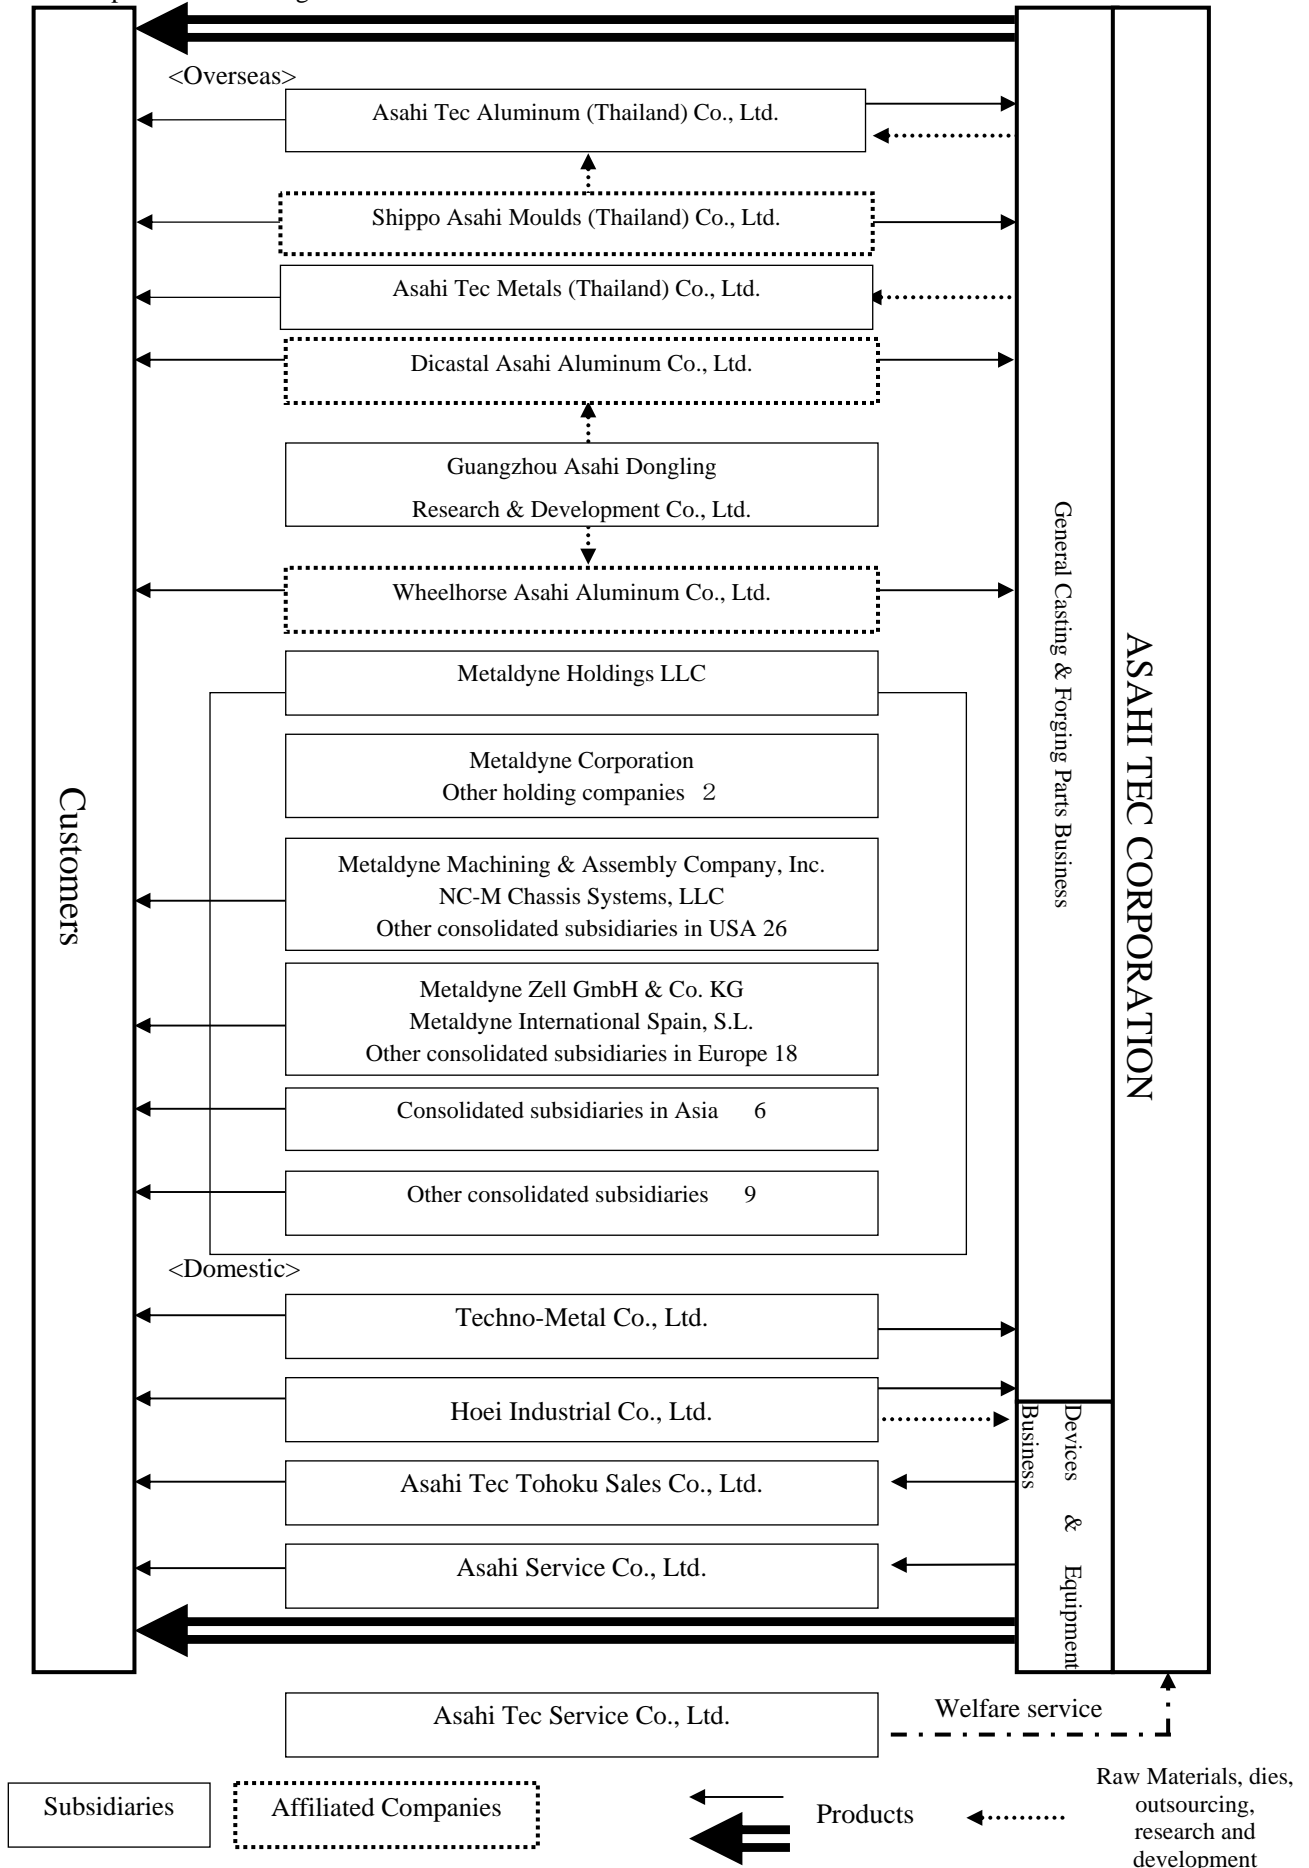 <Overseas>
Asahi Tec Aluminum (Thailand) Co., Ltd.
Shippo Asahi Moulds (Thailand) Co., Ltd.
Asahi Tec Metals (Thailand) Co., Ltd.
Dicastal Asahi Aluminum Co., Ltd.
Guangzhou Asahi Dongling
Research & Development Co., Ltd.
Wheelhorse Asahi Aluminum Co., Ltd.
Metaldyne Holdings LLC
Metaldyne Corporation
Other holding companies ２
Metaldyne Machining & Assembly Company, Inc.
NC-M Chassis Systems, LLC
Other consolidated subsidiaries in USA 26
Metaldyne Zell GmbH & Co. KG
Metaldyne International Spain, S.L.
Other consolidated subsidiaries in Europe 18
Consolidated subsidiaries in Asia 6
Other consolidated subsidiaries 9
<Domestic>
Techno-Metal Co., Ltd.
Hoei Industrial Co., Ltd.
Asahi Tec Tohoku Sales Co., Ltd.
Asahi Service Co., Ltd.
Asahi Tec Service Co., Ltd.
Welfare service
Customers
General Casting & Forging Parts Business
Devices & Equipment
Business
ASAHI TEC CORPORATION
Subsidiaries
Affiliated Companies
Products
Raw Materials, dies,
outsourcing,
research and
development